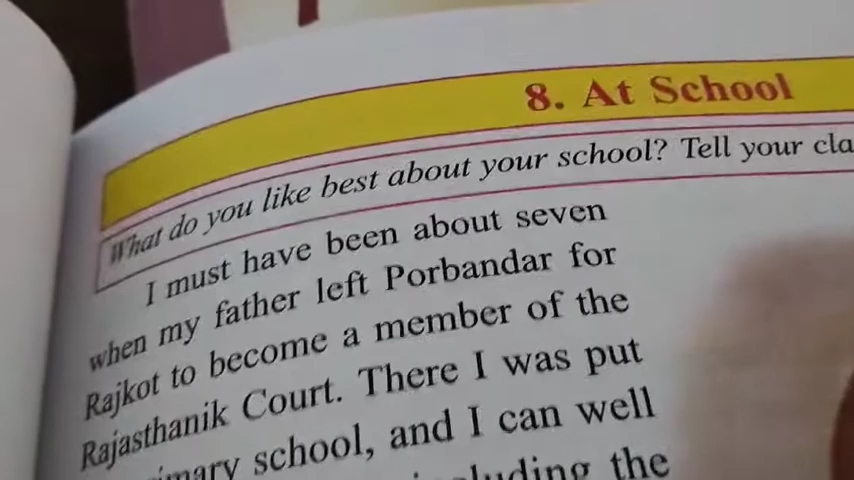 8. At School
What do you like best about your school? Tell your
I must have been about seven
when my father left Porbandar for
Rajkot to become a member of the
Rajasthanik Court. There I was put
school, and I can well
the